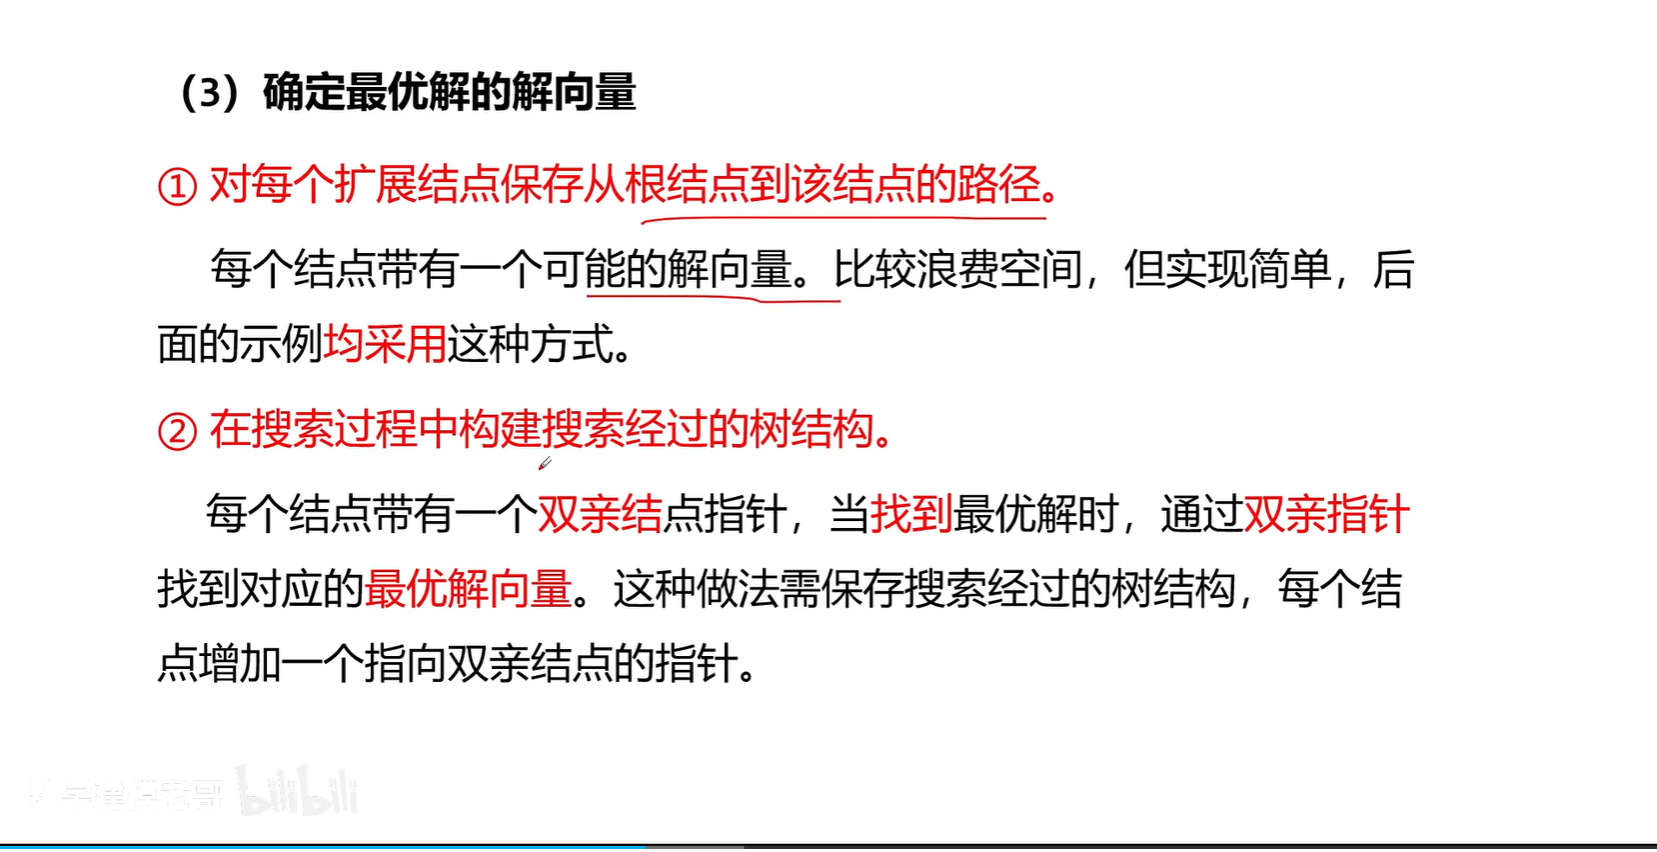 （3）确定最优解的解向量
① 对每个扩展结点保存从根结点到该结点的路径。
每个结点带有一个可能的解向量。比较浪费空间，但实现简单，后
面的示例均采用这种方式。
② 在搜索过程中构建搜索经过的树结构。
每个结点带有一个双亲结点指针，当找到最优解时，通过双亲指针
找到对应的最优解向量。这种做法需保存搜索经过的树结构，每个结
点增加一个指向双亲结点的指针。
数学建模老哥 bilibili